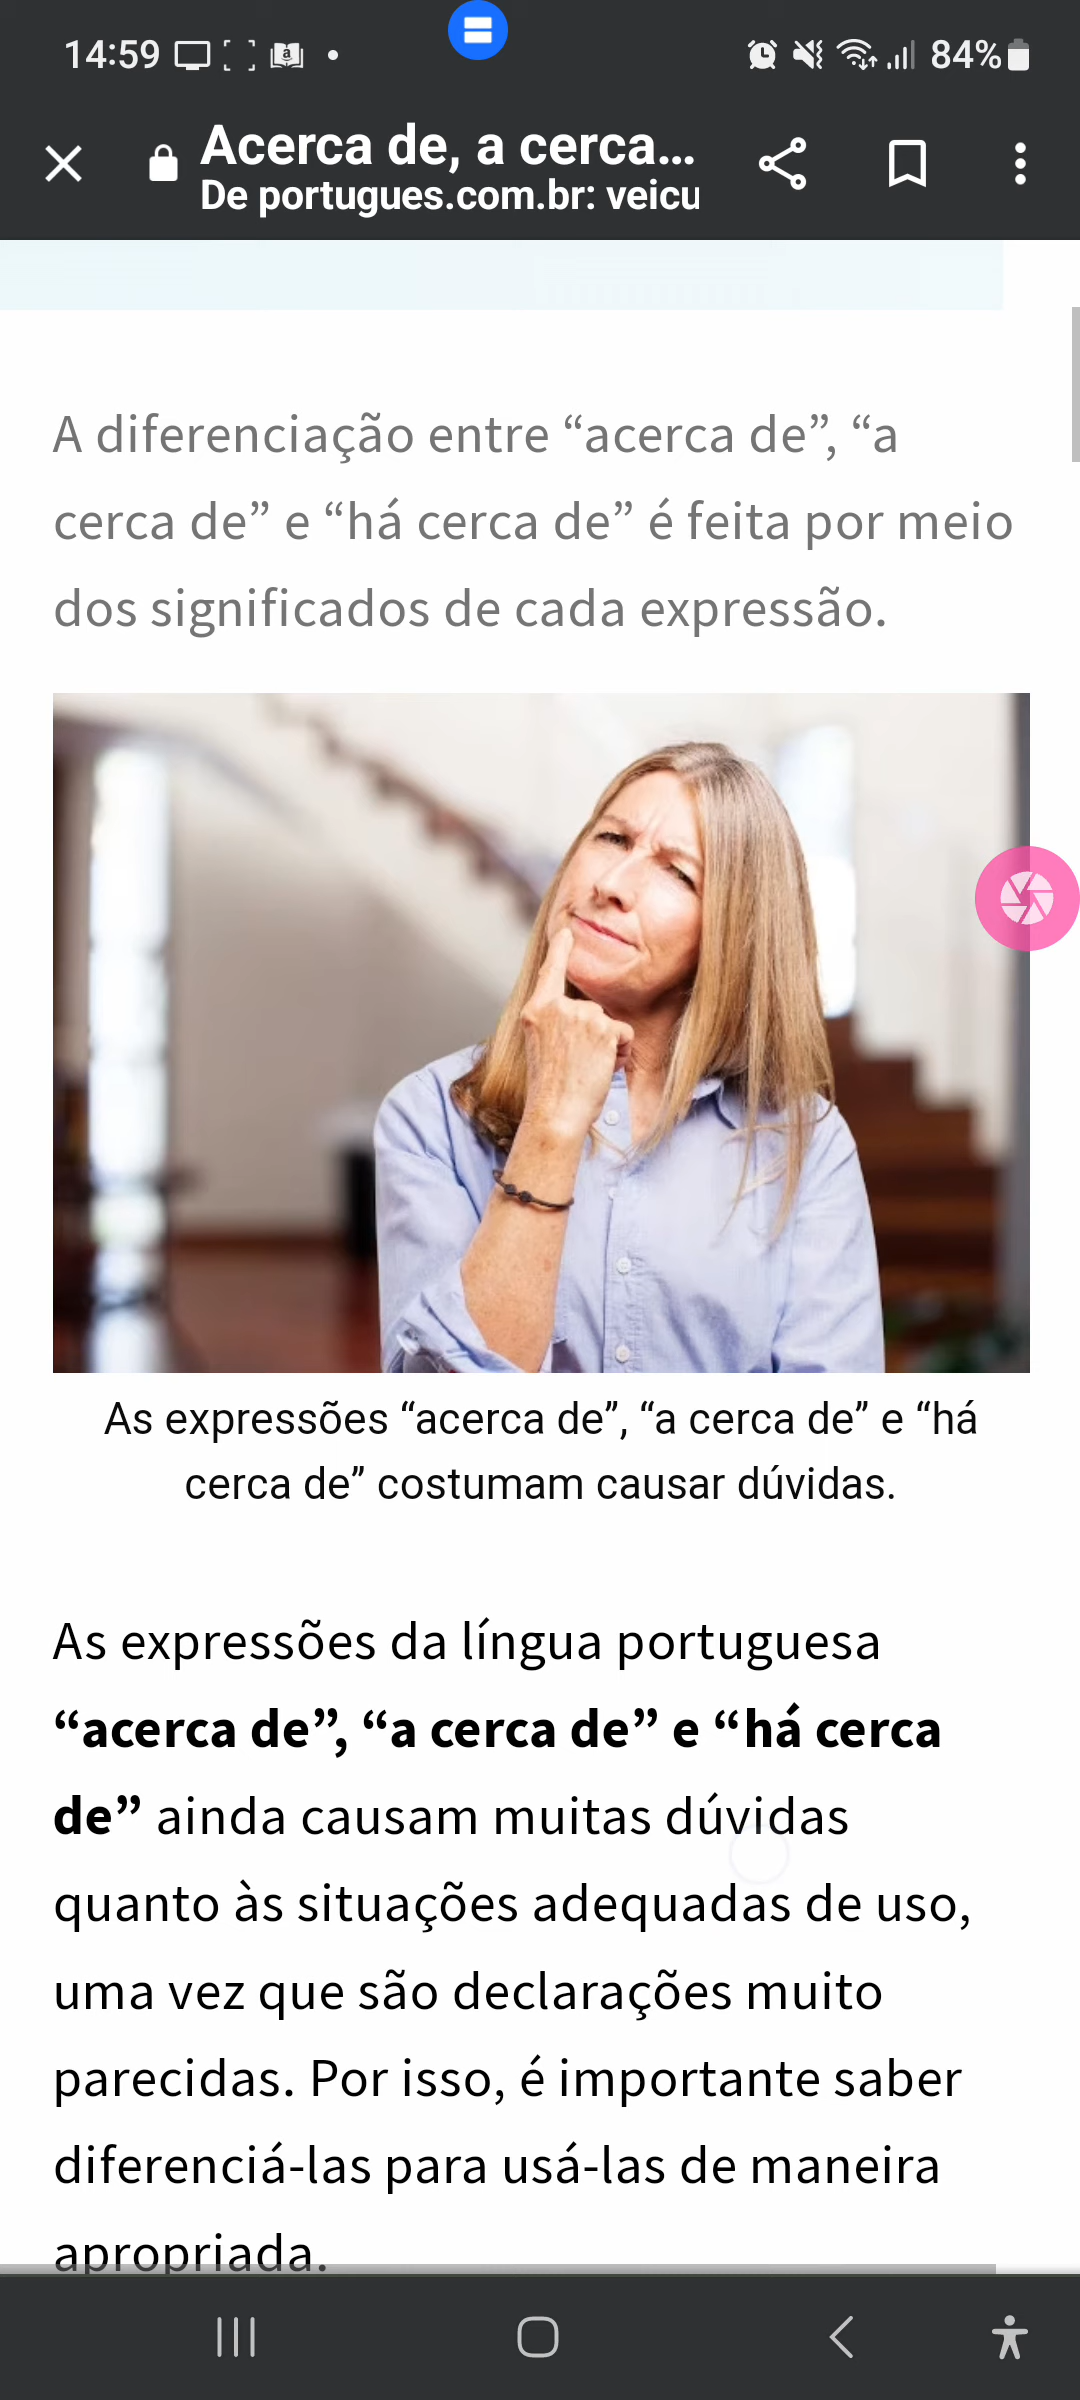 14:59
84%
Acerca de, a cerca...
De portugues.com.br: veicu
A diferenciação entre “acerca de”, “a
cerca de” e “há cerca de” é feita por meio
dos significados de cada expressão.
As expressões “acerca de”, “a cerca de” e “há
cerca de” costumam causar dúvidas.
As expressões da língua portuguesa
“acerca de”, “a cerca de” e “há cerca
de” ainda causam muitas dúvidas
quanto às situações adequadas de uso,
uma vez que são declarações muito
parecidas. Por isso, é importante saber
diferenciá-las para usá-las de maneira
apropriada.